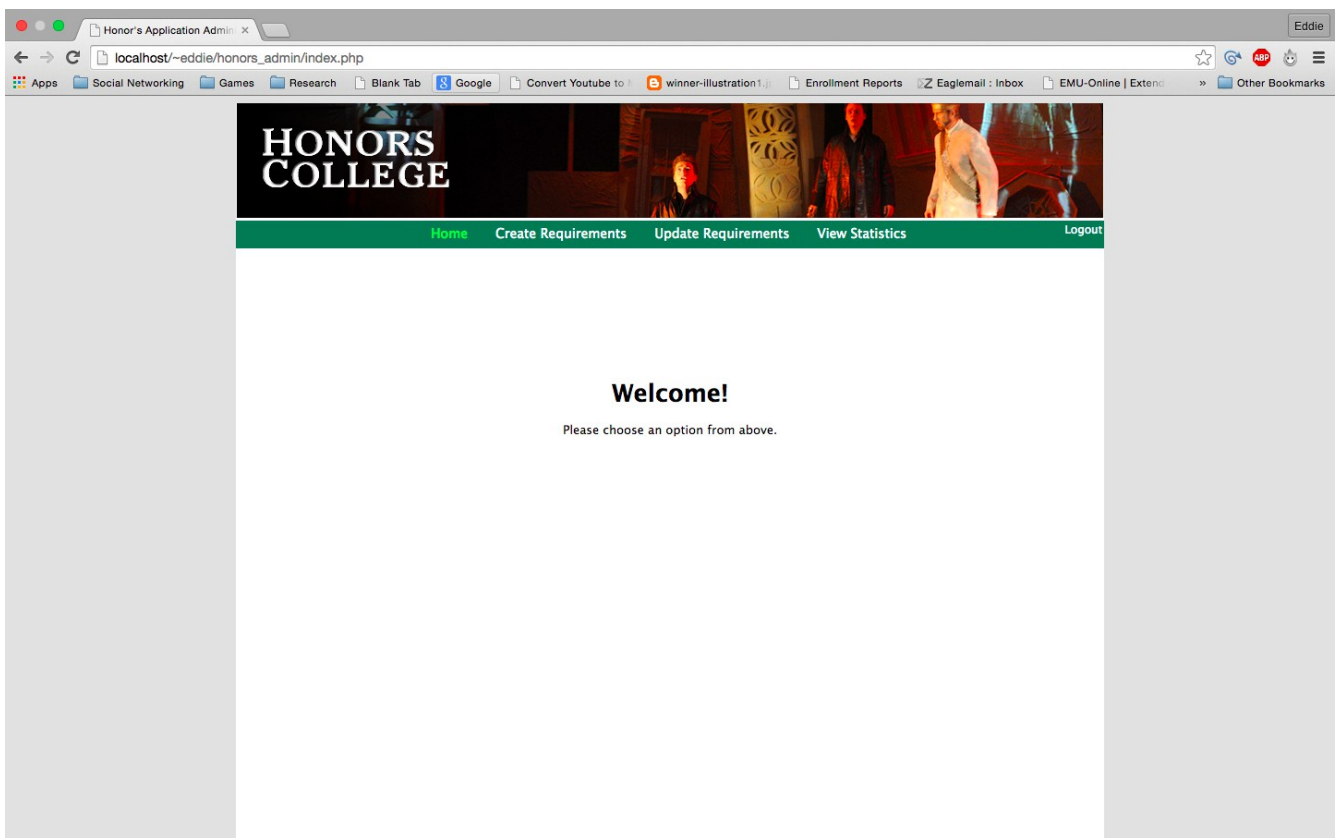 Honor's Application Admin
Eddie
localhost/~eddie/honors_admin/index.php
ABP
Apps Social Networking Games Research Blank Tab Google Convert Youtube to winner-illustration1.j Enrollment Reports Eaglemail : Inbox EMU-Online | Extend » Other Bookmarks
HONORS
COLLEGE
Home Create Requirements Update Requirements View Statistics Logout
Welcome!
Please choose an option from above.